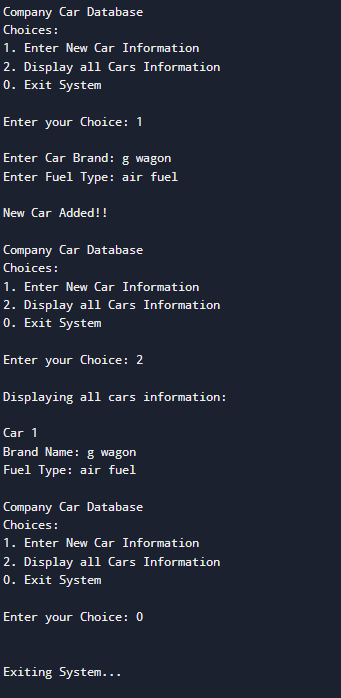 Company Car Database
Choices:
1. Enter New Car Information
2. Display all Cars Information
0. Exit System
Enter your Choice: 1
Enter Car Brand: g wagon
Enter Fuel Type: air fuel
New Car Added!!
Company Car Database
Choices:
1. Enter New Car Information
2. Display all Cars Information
0. Exit System
Enter your Choice: 2
Displaying all cars information:
Car 1
Brand Name: g wagon
Fuel Type: air fuel
Company Car Database
Choices:
1. Enter New Car Information
2. Display all Cars Information
0. Exit System
Enter your Choice: 0
Exiting System...